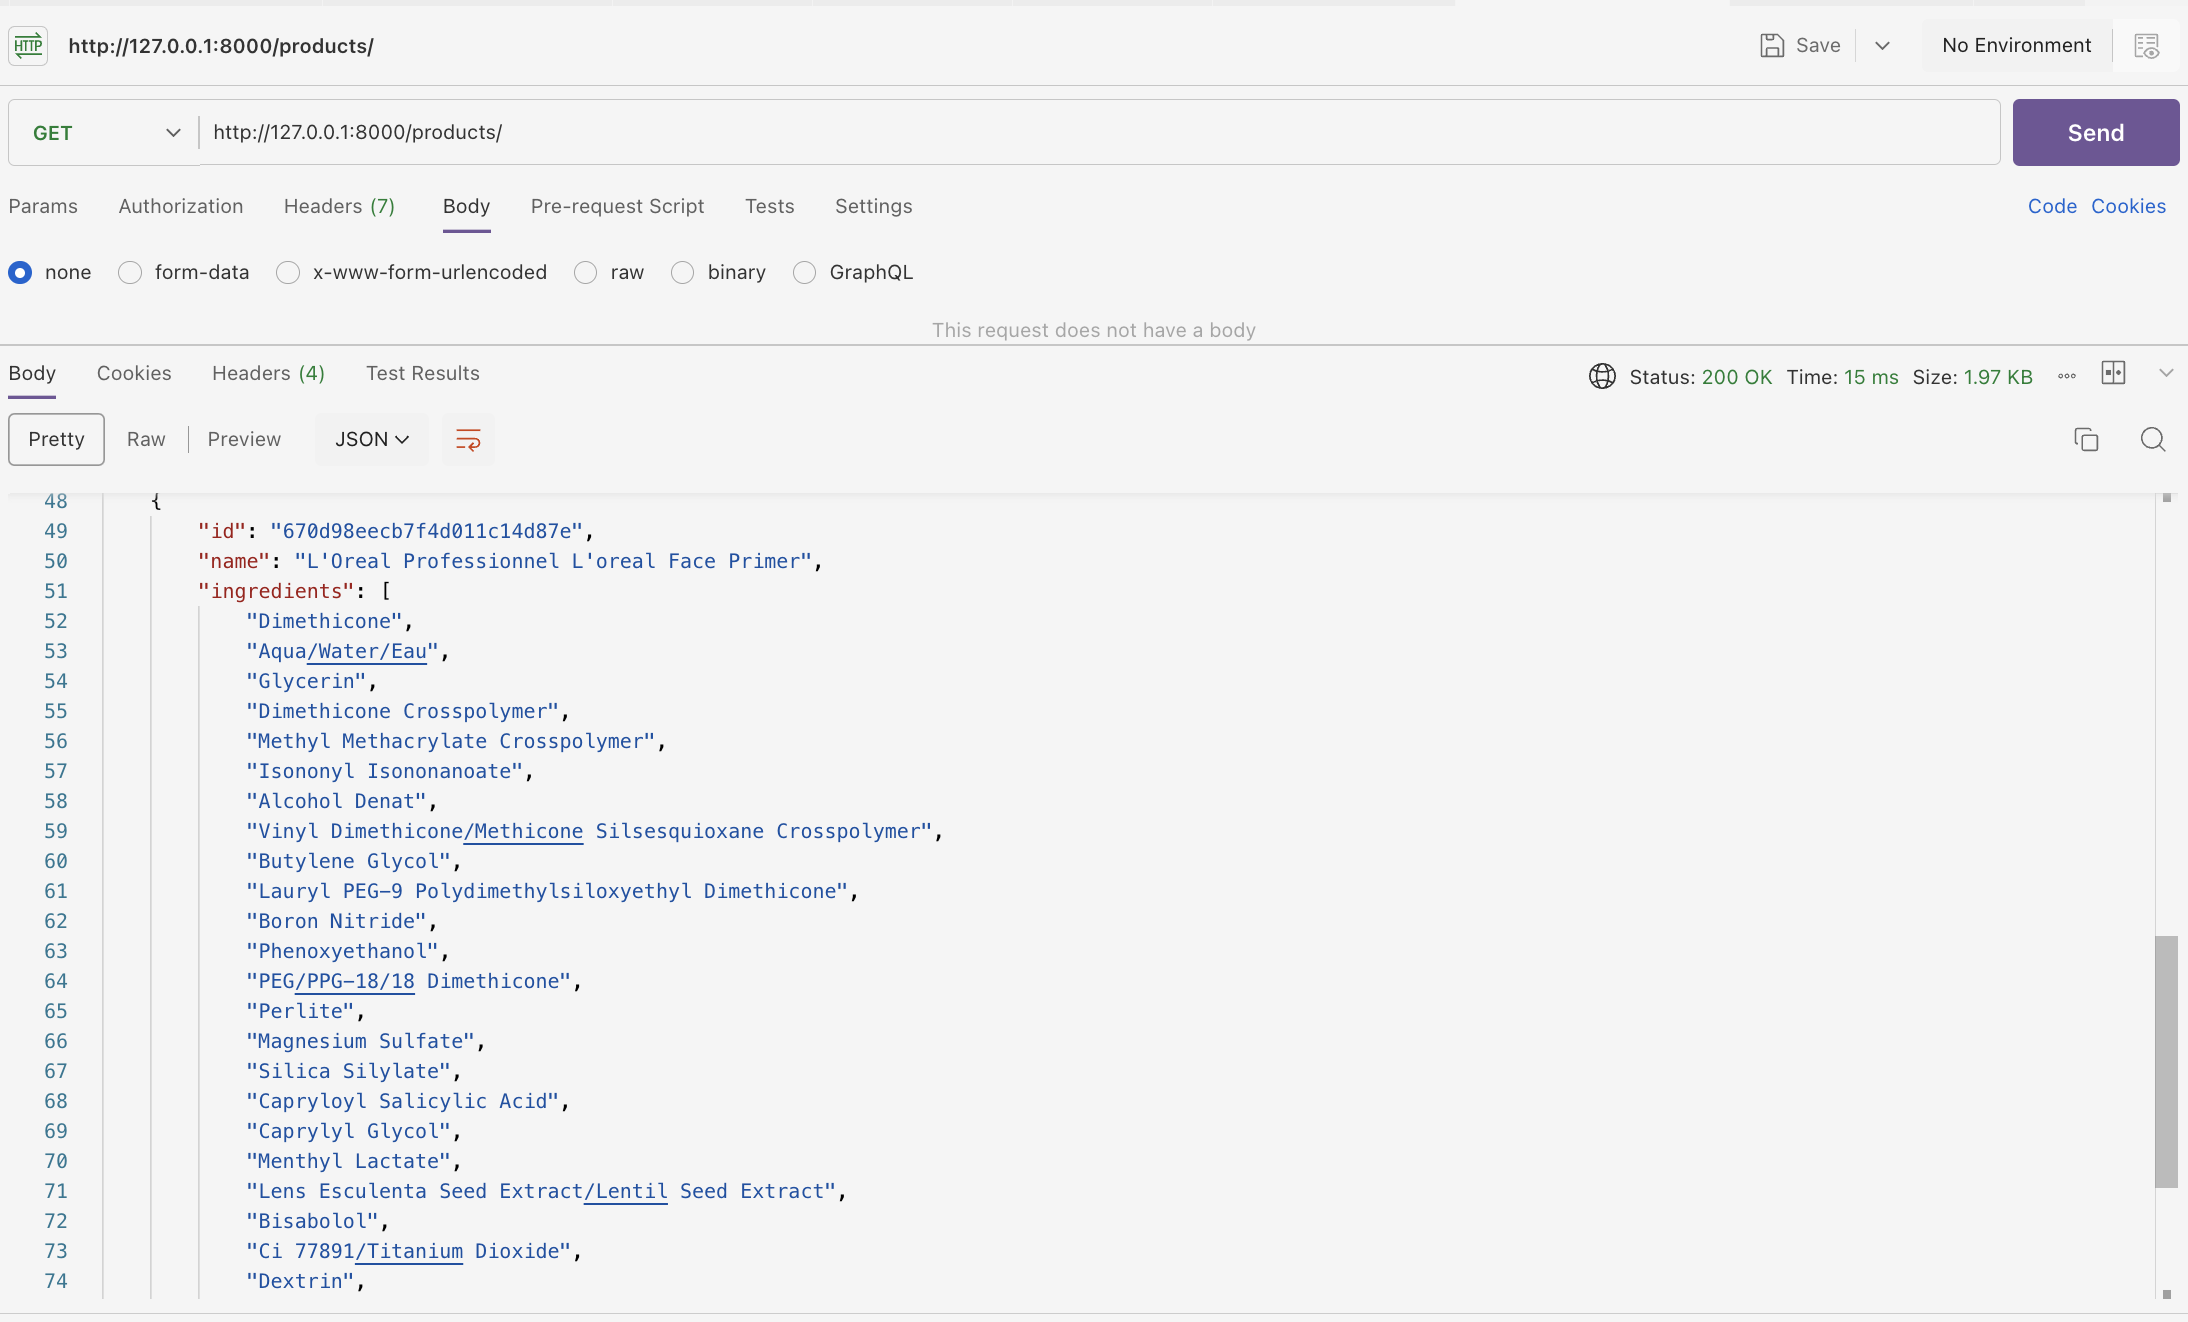 HTTP http://127.0.0.1:8000/products/ Save No Environment
GET http://127.0.0.1:8000/products/ Send
Params Authorization Headers (7) Body Pre-request Script Tests Settings Code Cookies
none form-data x-www-form-urlencoded raw binary GraphQL
This request does not have a body
Body Cookies Headers (4) Test Results Status: 200 OK Time: 15 ms Size: 1.97 KB
Pretty Raw Preview JSON
48 {
49 "id": "670d98eecb7f4d011c14d87e",
50 "name": "L'Oreal Professionnel L'oreal Face Primer",
51 "ingredients": [
52 "Dimethicone",
53 "Aqua/Water/Eau",
54 "Glycerin",
55 "Dimethicone Crosspolymer",
56 "Methyl Methacrylate Crosspolymer",
57 "Isononyl Isononanoate",
58 "Alcohol Denat",
59 "Vinyl Dimethicone/Methicone Silsesquioxane Crosspolymer",
60 "Butylene Glycol",
61 "Lauryl PEG-9 Polydimethylsiloxyethyl Dimethicone",
62 "Boron Nitride",
63 "Phenoxyethanol",
64 "PEG/PPG-18/18 Dimethicone",
65 "Perlite",
66 "Magnesium Sulfate",
67 "Silica Silylate",
68 "Capryloyl Salicylic Acid",
69 "Caprylyl Glycol",
70 "Menthyl Lactate",
71 "Lens Esculenta Seed Extract/Lentil Seed Extract",
72 "Bisabolol",
73 "Ci 77891/Titanium Dioxide",
74 "Dextrin",